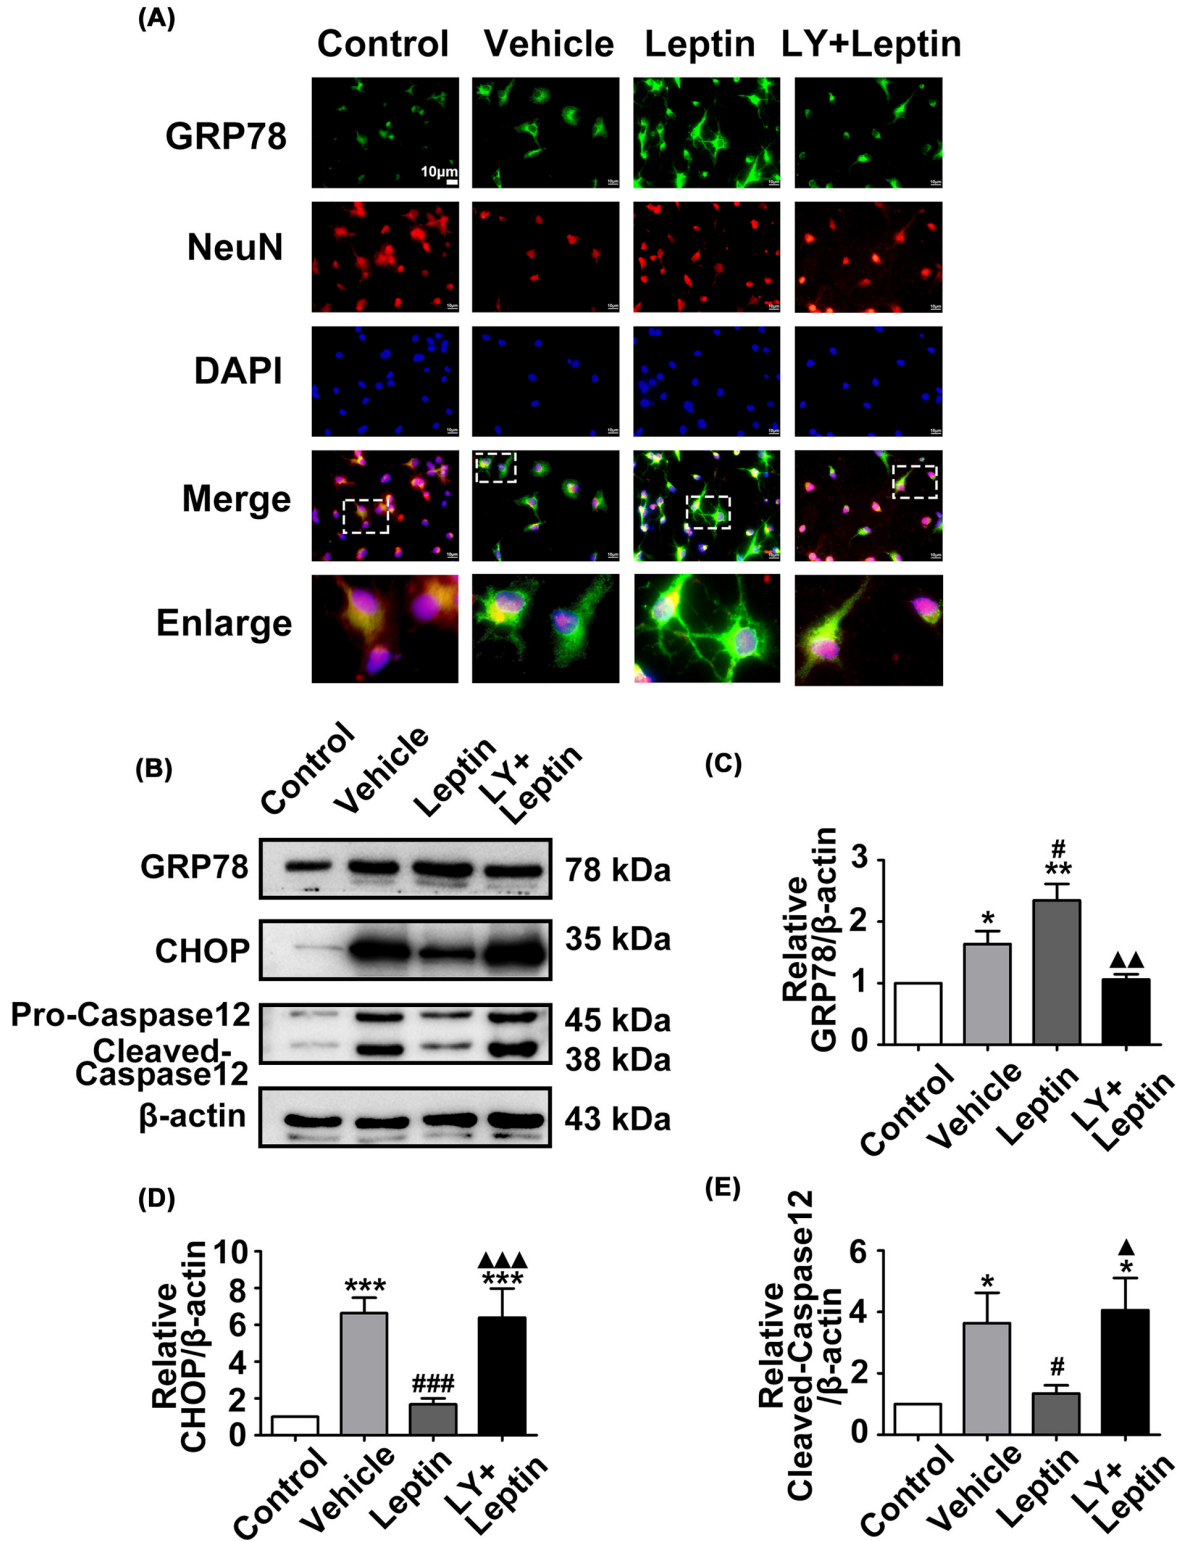 (A)
Control Vehicle Leptin LY+Leptin
GRP78
10μm
NeuN
DAPI
Merge
Enlarge
(B)
Control
Vehicle
Leptin
LY+
Leptin
GRP78 78 kDa
CHOP 35 kDa
Pro-Caspase12 45 kDa
Cleaved-
Caspase12 38 kDa
β-actin 43 kDa
(C)
Relative
GRP78/β-actin
3
2
1
0
*
#
**
▲▲
Control
Vehicle
Leptin
LY+
Leptin
(D)
Relative
CHOP/β-actin
10
8
6
4
2
0
***
###
▲▲▲
***
Control
Vehicle
Leptin
LY+
Leptin
(E)
Relative
Cleaved-Caspase12
/β-actin
6
4
2
0
*
#
▲
*
Control
Vehicle
Leptin
LY+
Leptin